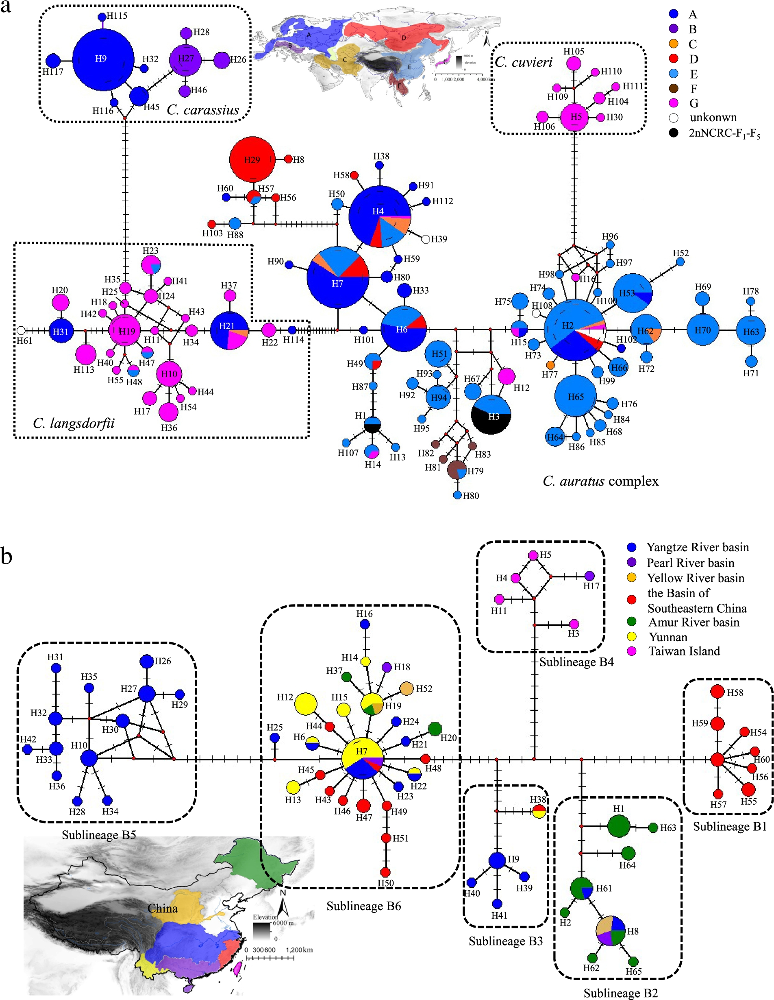 a
H115
H28
H9
H27
H26
H32
H117
H46
H116
H45
C. carassius
A
B
C
D
E
F
G
N
6000 m
elevation
0 1,000 2,000 4,000 km
C. cuvieri
H105
H110
H111
H109
H104
H5
H30
H106
A
B
C
D
E
F
G
unkonwn
2nNCRC-F1-F5
H29
H8
H60
H57
H56
H103
H88
H38
H58
H91
H50
H112
H4
H39
H59
H90
H80
H7
H33
H6
H101
H49
H87
H1
H107
H14
H13
H23
H35
H41
H25
H24
H20
H18
H42
H43
H37
H61
H31
H19
H11
H34
H21
H22
H114
H113
H40
H47
H55
H48
H10
H44
H54
H17
H36
C. langsdorfii
H51
H93
H92
H94
H95
H67
H12
H3
H82
H81
H83
H79
H80
H96
H97
H98
H16
H52
H53
H74
H100
H75
H108
H2
H15
H73
H77
H102
H62
H72
H66
H99
H69
H70
H78
H63
H71
H65
H76
H84
H68
H85
H64
H86
C. auratus complex
b
Yangtze River basin
Pearl River basin
Yellow River basin
the Basin of
Southeastern China
Amur River basin
Yunnan
Taiwan Island
H5
H4
H17
H11
H3
Sublineage B4
H31
H35
H26
H27
H29
H32
H30
H42
H33
H10
H36
H28
H34
Sublineage B5
H16
H14
H37
H18
H52
H12
H15
H19
H44
H24
H25
H6
H20
H21
H7
H48
H45
H22
H13
H43
H23
H46
H47
H49
H51
H50
Sublineage B6
H38
H9
H40
H39
H41
Sublineage B3
H1
H63
H64
H61
H2
H8
H62
H65
Sublineage B2
H58
H59
H54
H60
H56
H57
H55
Sublineage B1
China
N
Elevation
6000 m
0
0 300 600 1,200 km